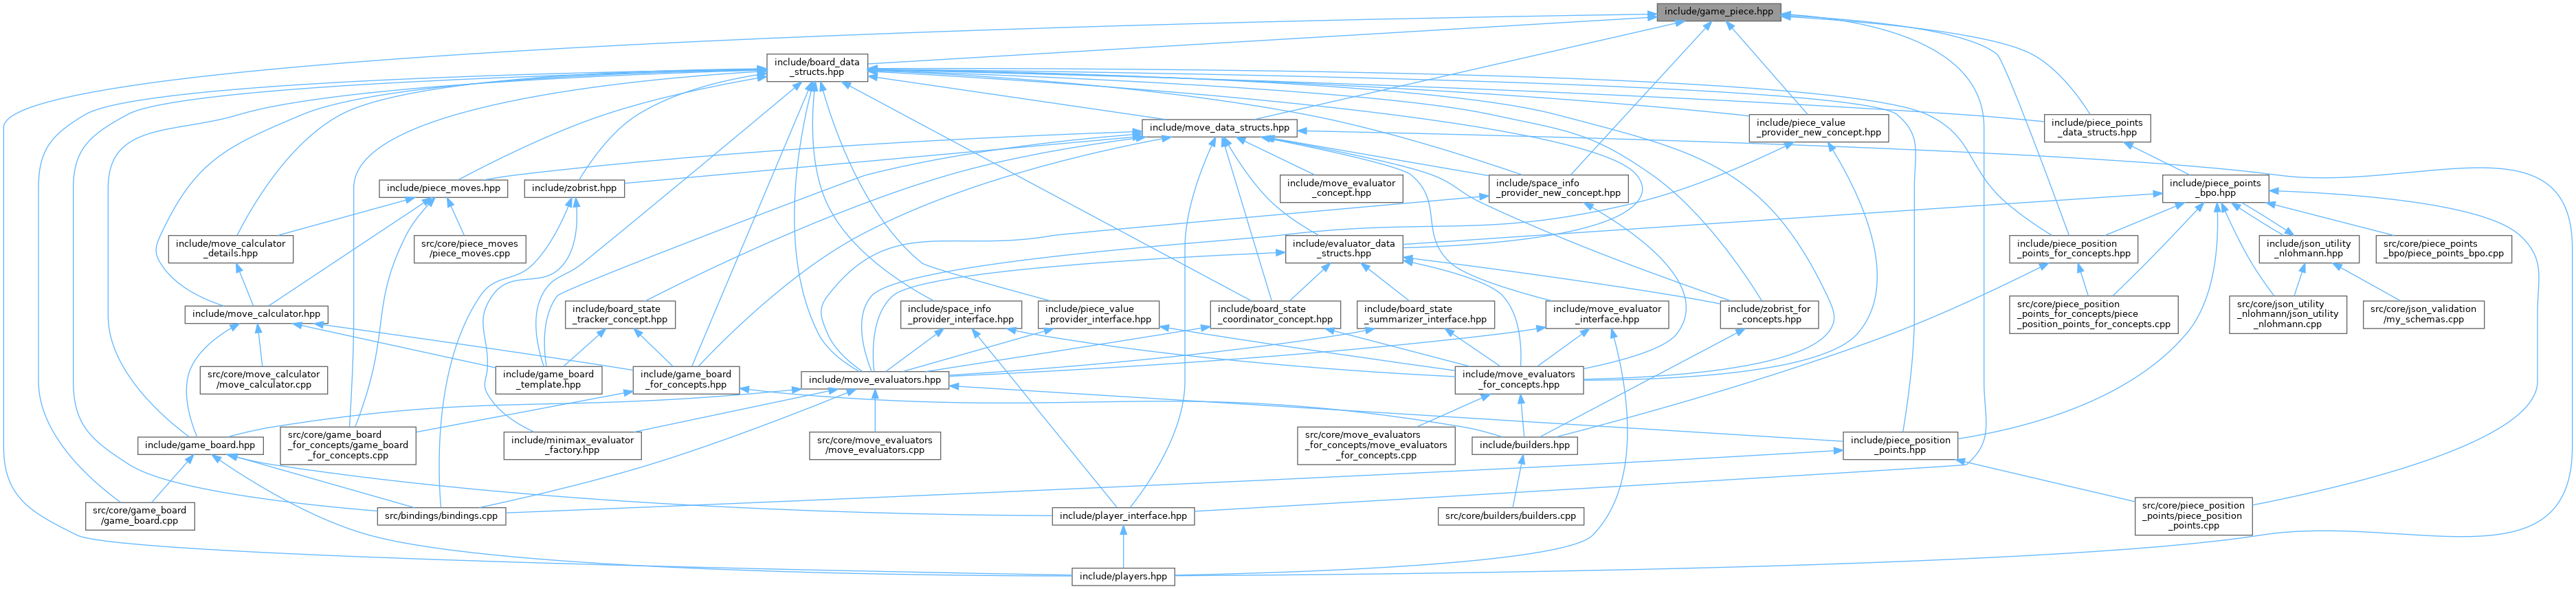 include/game_piece.hpp
include/board_data
_structs.hpp
include/move_data_structs.hpp
include/piece_value
_provider_new_concept.hpp
include/piece_points
_data_structs.hpp
include/piece_moves.hpp
include/zobrist.hpp
include/move_evaluator
_concept.hpp
include/space_info
_provider_new_concept.hpp
include/piece_points
_bpo.hpp
include/move_calculator
_details.hpp
src/core/piece_moves
/piece_moves.cpp
include/evaluator_data
_structs.hpp
include/piece_position
_points_for_concepts.hpp
include/json_utility
_nlohmann.hpp
src/core/piece_points
_bpo/piece_points_bpo.cpp
include/move_calculator.hpp
include/board_state
_tracker_concept.hpp
include/space_info
_provider_interface.hpp
include/piece_value
_provider_interface.hpp
include/board_state
_coordinator_concept.hpp
include/board_state
_summarizer_interface.hpp
include/move_evaluator
_interface.hpp
include/zobrist_for
_concepts.hpp
src/core/piece_position
_points_for_concepts/piece
_position_points_for_concepts.cpp
src/core/json_utility
_nlohmann/json_utility
_nlohmann.cpp
src/core/json_validation
/my_schemas.cpp
src/core/move_calculator
/move_calculator.cpp
include/game_board
_template.hpp
include/game_board
_for_concepts.hpp
include/move_evaluators.hpp
include/move_evaluators
_for_concepts.hpp
include/game_board.hpp
src/core/game_board
_for_concepts/game_board
_for_concepts.cpp
include/minimax_evaluator
_factory.hpp
src/core/move_evaluators
/move_evaluators.cpp
src/core/move_evaluators
_for_concepts/move_evaluators
_for_concepts.cpp
include/builders.hpp
include/piece_position
_points.hpp
src/core/game_board
/game_board.cpp
src/bindings/bindings.cpp
include/player_interface.hpp
src/core/builders/builders.cpp
src/core/piece_position
_points/piece_position
_points.cpp
include/players.hpp